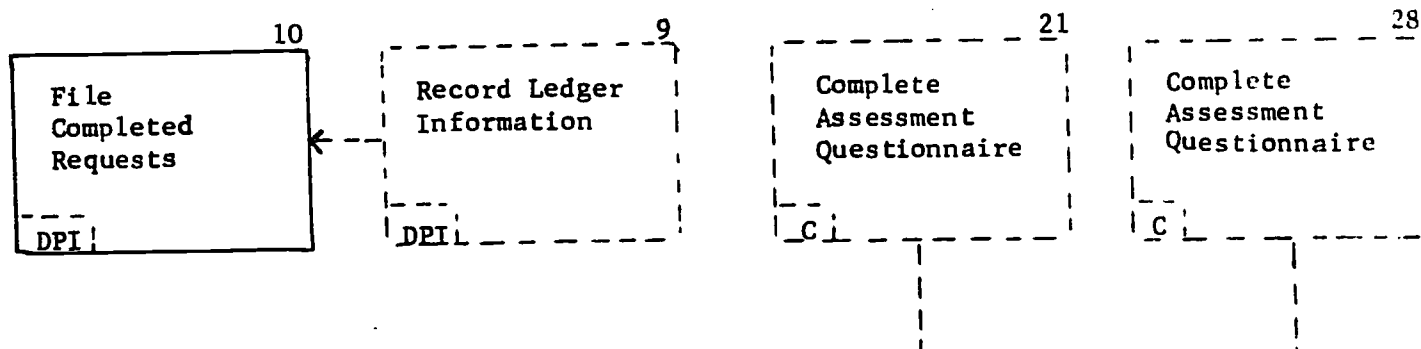 10
File
Completed
Requests
DPI
9
Record Ledger
Information
DPI
21
Complete
Assessment
Questionnaire
C
28
Complete
Assessment
Questionnaire
C